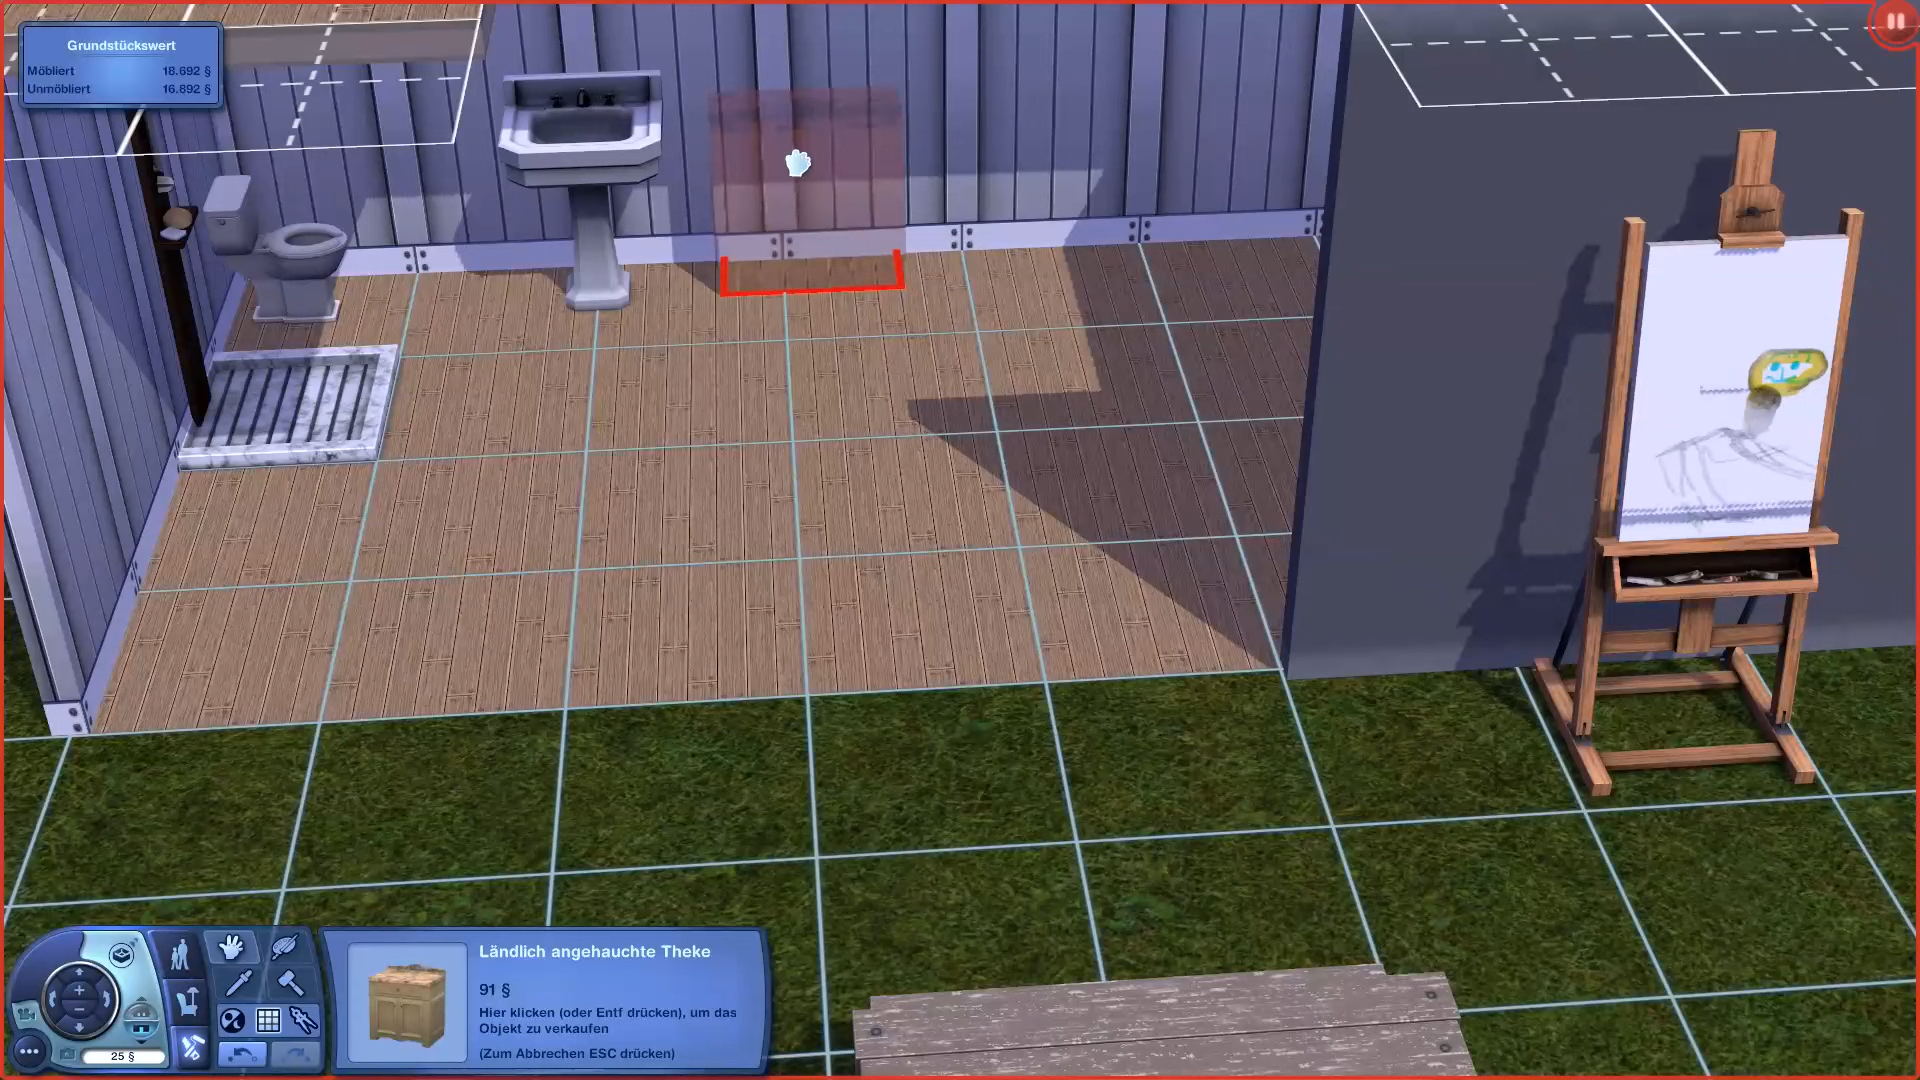 Grundstückswert
Möbliert 18.692 §
Unmöbliert 16.892 §
Ländlich angehauchte Theke
91 §
Hier klicken (oder Entf drücken), um das
Objekt zu verkaufen
(Zum Abbrechen ESC drücken)
25 §